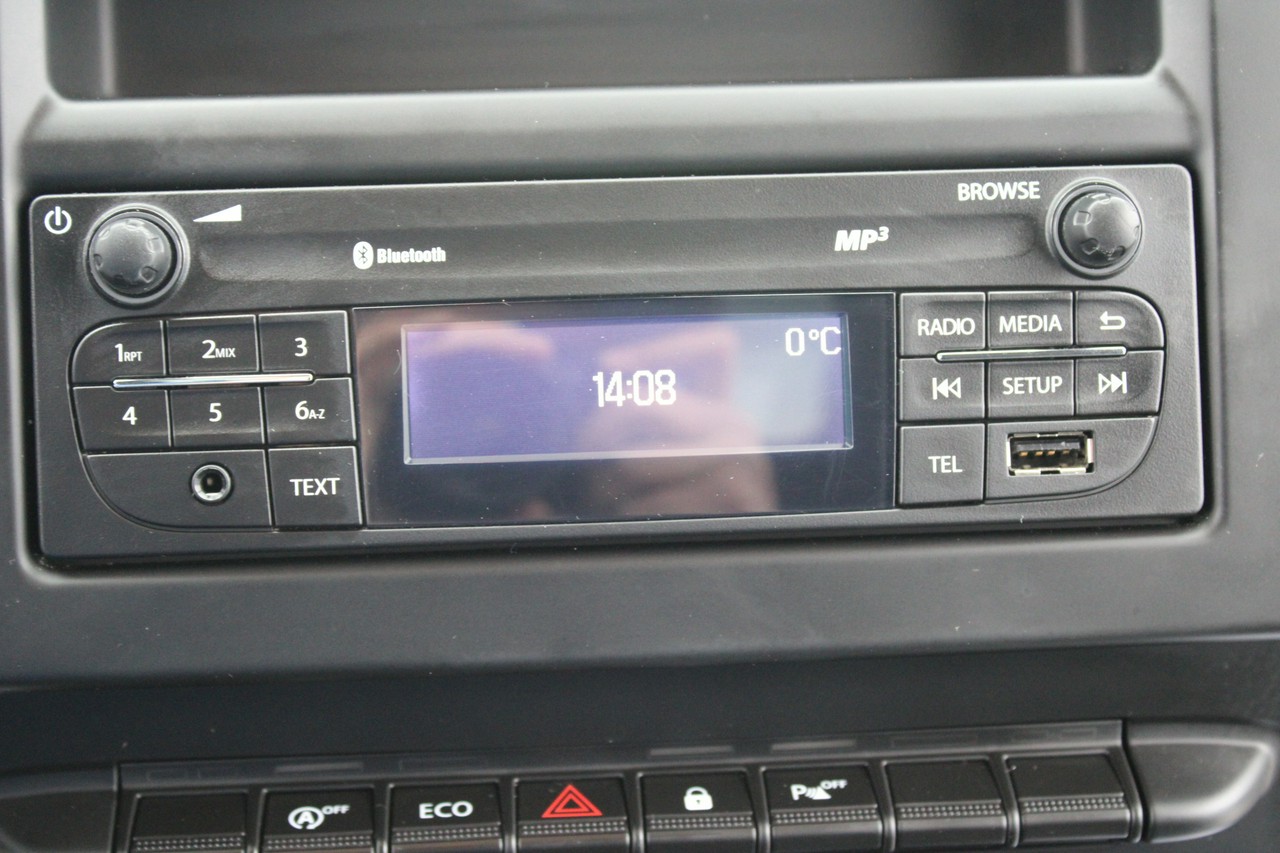 BROWSE
Bluetooth
MP3
1RPT
2MIX
3
4
5
6A-Z
TEXT
0°C
14:08
RADIO
MEDIA
SETUP
TEL
A OFF
ECO
P OFF